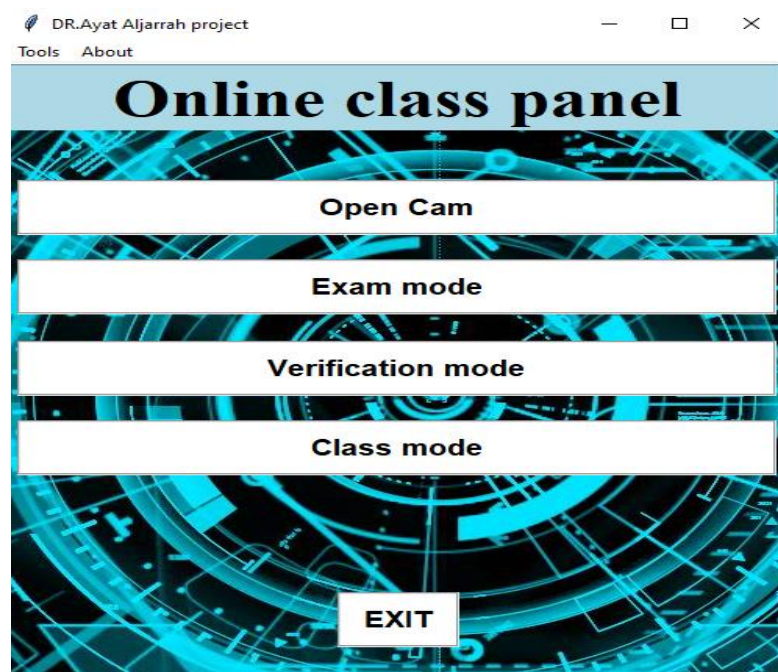 DR.Ayat Aljarrah project
Tools About
Online class panel
Open Cam
Exam mode
Verification mode
Class mode
EXIT